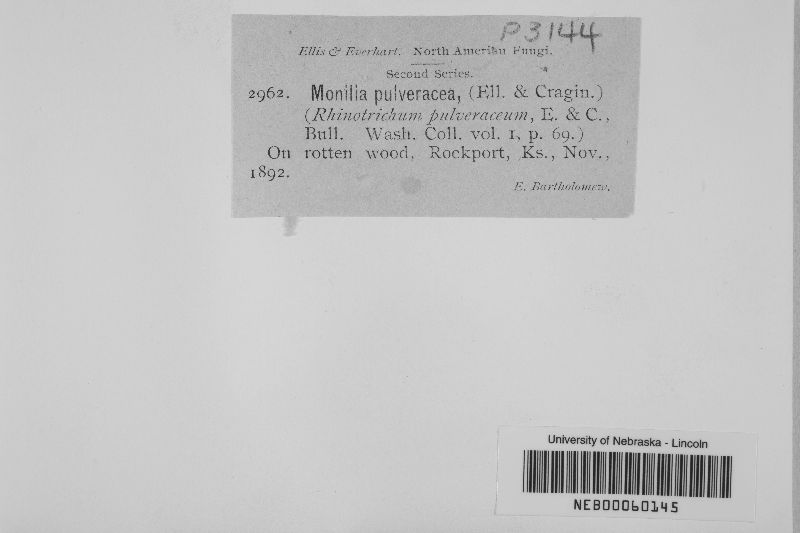 P3144
Ellis & Everhart. North American Fungi.
Second Series.
2962. Monilia pulveracea, (Ell. & Cragin.)
(Rhinotrichum pulveraceum, E. & C.,
Bull. Wash. Coll. vol. 1, p. 69.)
On rotten wood, Rockport, Ks., Nov.,
1892.
E. Bartholomew.
University of Nebraska - Lincoln
NEB00060145